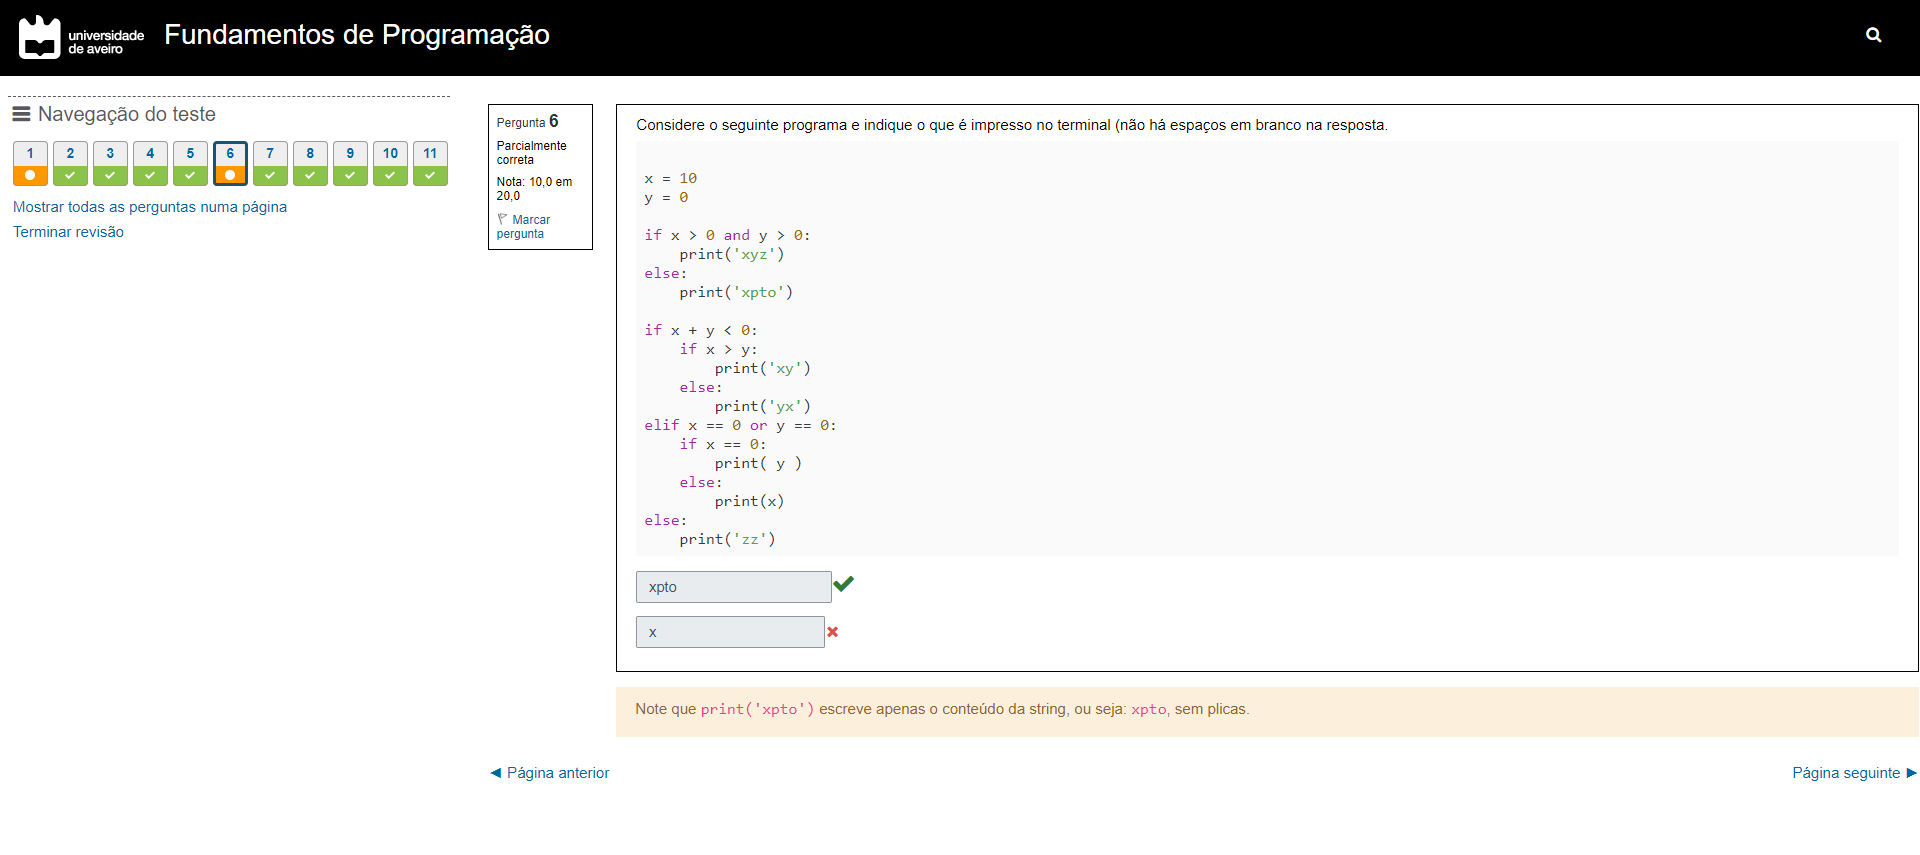 universidade
de aveiro
Fundamentos de Programação
Navegação do teste
1 2 3 4 5 6 7 8 9 10 11
Mostrar todas as perguntas numa página
Terminar revisão
Pergunta 6
Parcialmente
correta
Nota: 10,0 em
20,0
Marcar
pergunta
Considere o seguinte programa e indique o que é impresso no terminal (não há espaços em branco na resposta.
x = 10
y = 0
if x > 0 and y > 0:
    print('xyz')
else:
    print('xpto')
if x + y < 0:
    if x > y:
        print('xy')
    else:
        print('yx')
elif x == 0 or y == 0:
    if x == 0:
        print( y )
    else:
        print(x)
else:
    print('zz')
xpto
x
Note que print('xpto') escreve apenas o conteúdo da string, ou seja: xpto, sem plicas.
◄ Página anterior
Página seguinte ►